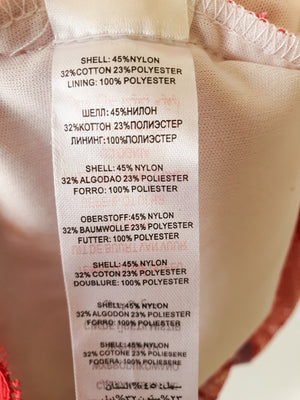 SHELL: 45%NYLON
32%COTTON 23%POLYESTER
LINING: 100% POLYESTER
ШЕЛЛ: 45%НИЛОН
32%КОТТОН 23%ПОЛИЭСТЕР
ЛИНИНГ:100%ПОЛИЭСТЕР
SHELL: 45%NYLON
32% ALGODAO 23% POLIESTER
FORRO: 100% POLIESTER
OBERSTOFF: 45%NYLON
32%BAUMWOLLE 23%POLYESTER
FUTTER: 100% POLYESTER
SHELL: 45%NYLON
32% COTON 23% POLYESTER
DOUBLURE: 100% POLYESTER
SHELL: 45% NYLON
32% ALGODON 23% POLIESTER
FORRO: 100% POLIESTER
SHELL: 45% NYLON
32% COTONE 23% POLIESERE
FODERA: 100% POLIESERE